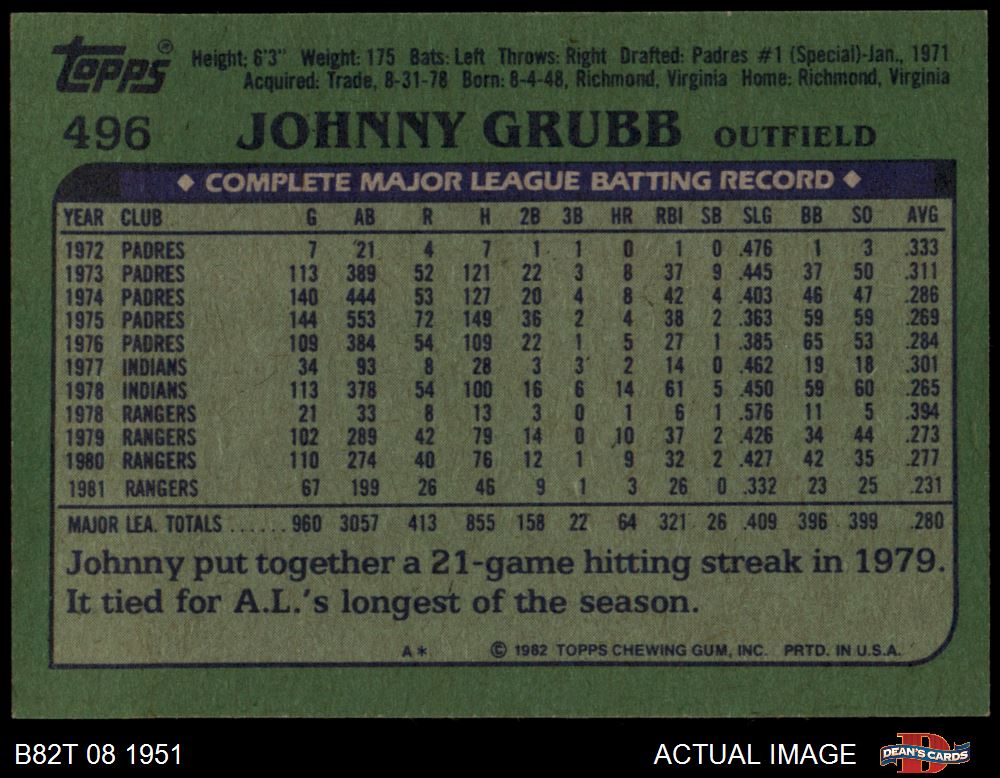 Topps® Height: 6'3" Weight: 175 Bats: Left Throws: Right Drafted: Padres #1 (Special)-Jan., 1971
Acquired: Trade, 8-31-78 Born: 8-4-48, Richmond, Virginia Home: Richmond, Virginia
496 JOHNNY GRUBB OUTFIELD
◆ COMPLETE MAJOR LEAGUE BATTING RECORD ◆
YEAR CLUB G AB R H 2B 3B HR RBI SB SLG BB SO AVG
1972 PADRES 7 21 4 7 1 1 0 1 0 .476 1 3 .333
1973 PADRES 113 389 52 121 22 3 8 37 9 .445 37 50 .311
1974 PADRES 140 444 53 127 20 4 8 42 4 .403 46 47 .286
1975 PADRES 144 553 72 149 36 2 4 38 2 .363 59 59 .269
1976 PADRES 109 384 54 109 22 1 5 27 1 .385 65 53 .284
1977 INDIANS 34 93 8 28 3 3 2 14 0 .462 19 18 .301
1978 INDIANS 113 378 54 100 16 6 14 61 5 .450 59 60 .265
1978 RANGERS 21 33 8 13 3 0 1 6 1 .576 11 5 .394
1979 RANGERS 102 289 42 79 14 0 10 37 2 .426 34 44 .273
1980 RANGERS 110 274 40 76 12 1 9 32 2 .427 42 35 .277
1981 RANGERS 67 199 26 46 9 1 3 26 0 .332 23 25 .231
MAJOR LEA. TOTALS ...... 960 3057 413 855 158 22 64 321 26 .409 396 399 .280
Johnny put together a 21-game hitting streak in 1979.
It tied for A.L.'s longest of the season.
A* © 1982 TOPPS CHEWING GUM, INC. PRTD. IN U.S.A.
B82T 08 1951 ACTUAL IMAGE DEAN'S CARDS